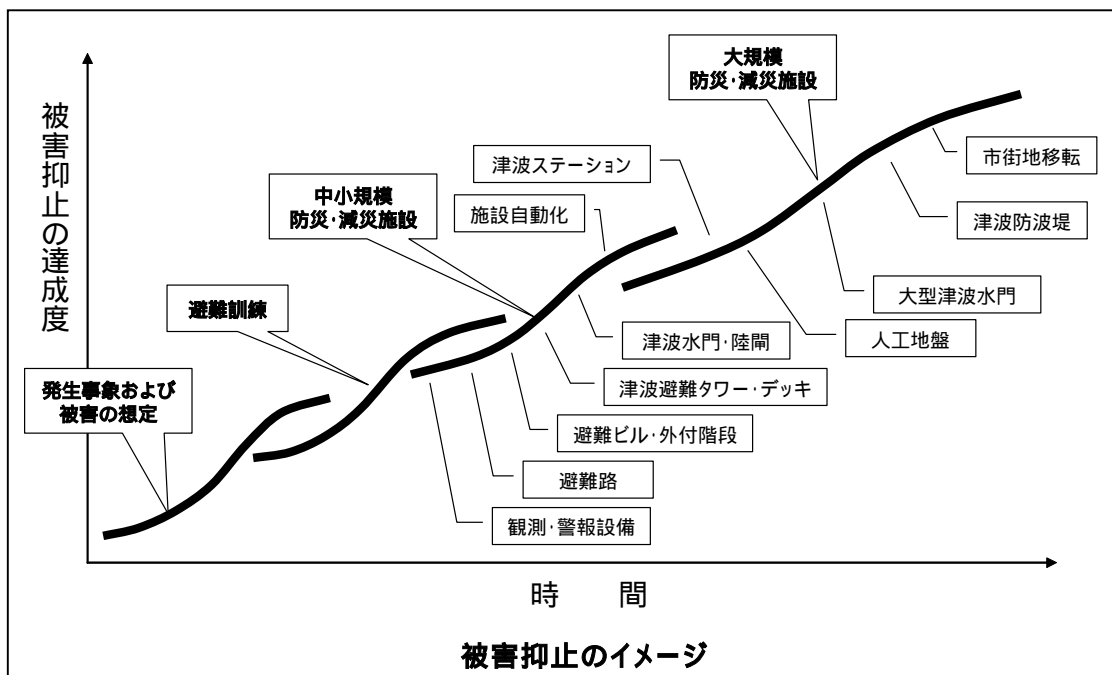 大規模
防災・減災施設
被害抑止の達成度
津波ステーション
市街地移転
中小規模
防災・減災施設
施設自動化
津波防波堤
避難訓練
大型津波水門
津波水門・陸閘
人工地盤
発生事象および
被害の想定
津波避難タワー・デッキ
避難ビル・外付階段
避難路
観測・警報設備
時　間
被害抑止のイメージ